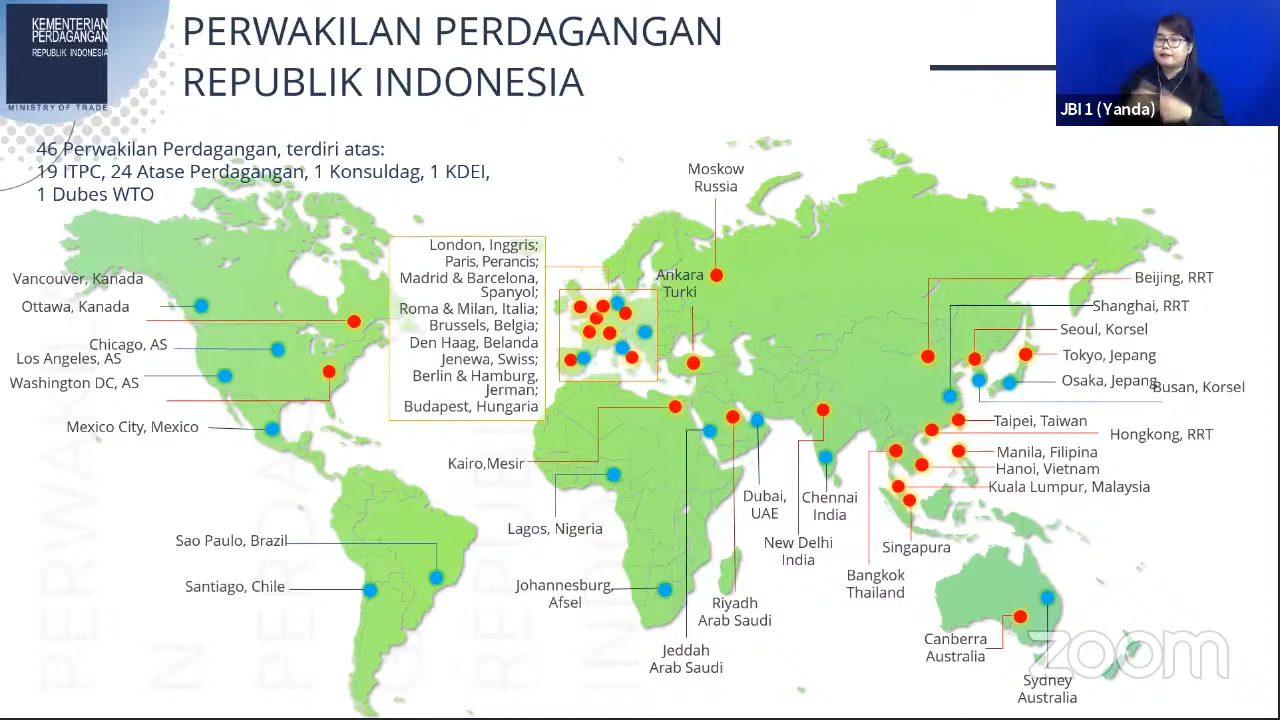 KEMENTERIAN
PERDAGANGAN
REPUBLIK INDONESIA
MINISTRY OF TRADE
PERWAKILAN PERDAGANGAN
REPUBLIK INDONESIA
JBI 1 (Yanda)
46 Perwakilan Perdagangan, terdiri atas:
19 ITPC, 24 Atase Perdagangan, 1 Konsuldag, 1 KDEI,
1 Dubes WTO
Moskow
Russia
London, Inggris;
Paris, Perancis;
Madrid & Barcelona,
Spanyol;
Roma & Milan, Italia;
Brussels, Belgia;
Den Haag, Belanda
Jenewa, Swiss;
Berlin & Hamburg,
Jerman;
Budapest, Hungaria
Ankara
Turki
Vancouver, Kanada
Ottawa, Kanada
Chicago, AS
Los Angeles, AS
Washington DC, AS
Mexico City, Mexico
Beijing, RRT
Shanghai, RRT
Seoul, Korsel
Tokyo, Jepang
Osaka, Jepang
Busan, Korsel
Taipei, Taiwan
Hongkong, RRT
Manila, Filipina
Hanoi, Vietnam
Kuala Lumpur, Malaysia
Kairo,Mesir
Lagos, Nigeria
Dubai,
UAE
Chennai
India
New Delhi
India
Singapura
Bangkok
Thailand
Sao Paulo, Brazil
Santiago, Chile
Johannesburg,
Afsel
Riyadh
Arab Saudi
Jeddah
Arab Saudi
Canberra
Australia
Sydney
Australia
zoom